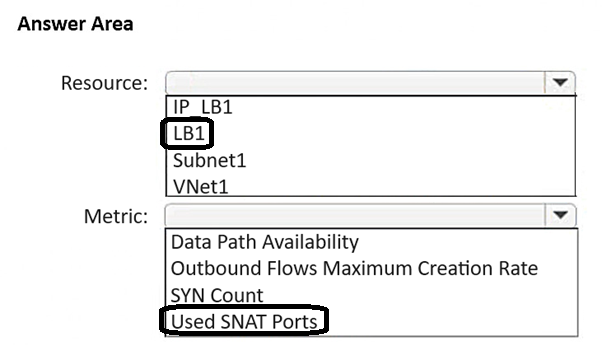 Answer Area
Resource:
IP_LB1
LB1
Subnet1
VNet1
Metric:
Data Path Availability
Outbound Flows Maximum Creation Rate
SYN Count
Used SNAT Ports